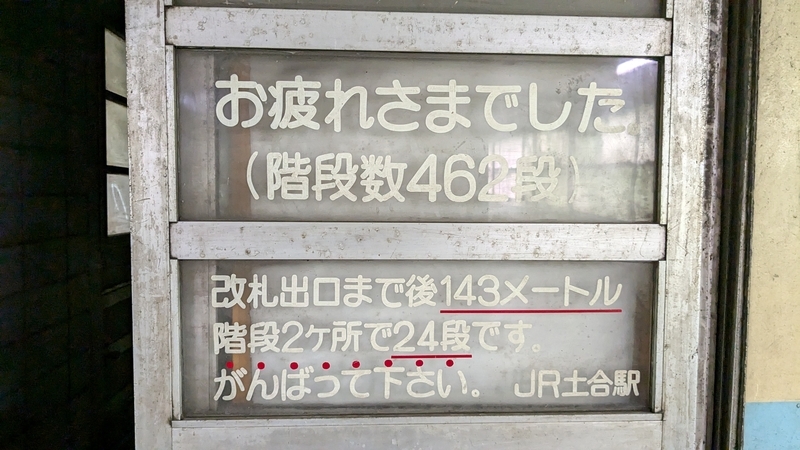 お疲れさまでした
（階段数462段）
改札出口まで後143メートル
階段2ケ所で24段です。
がんばって下さい。 JR土合駅